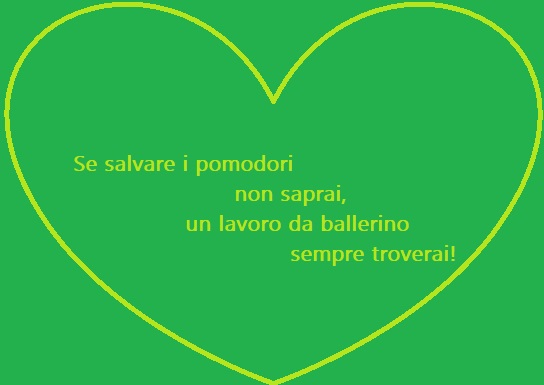 Se salvare i pomodori
non saprai,
un lavoro da ballerino
sempre troverai!